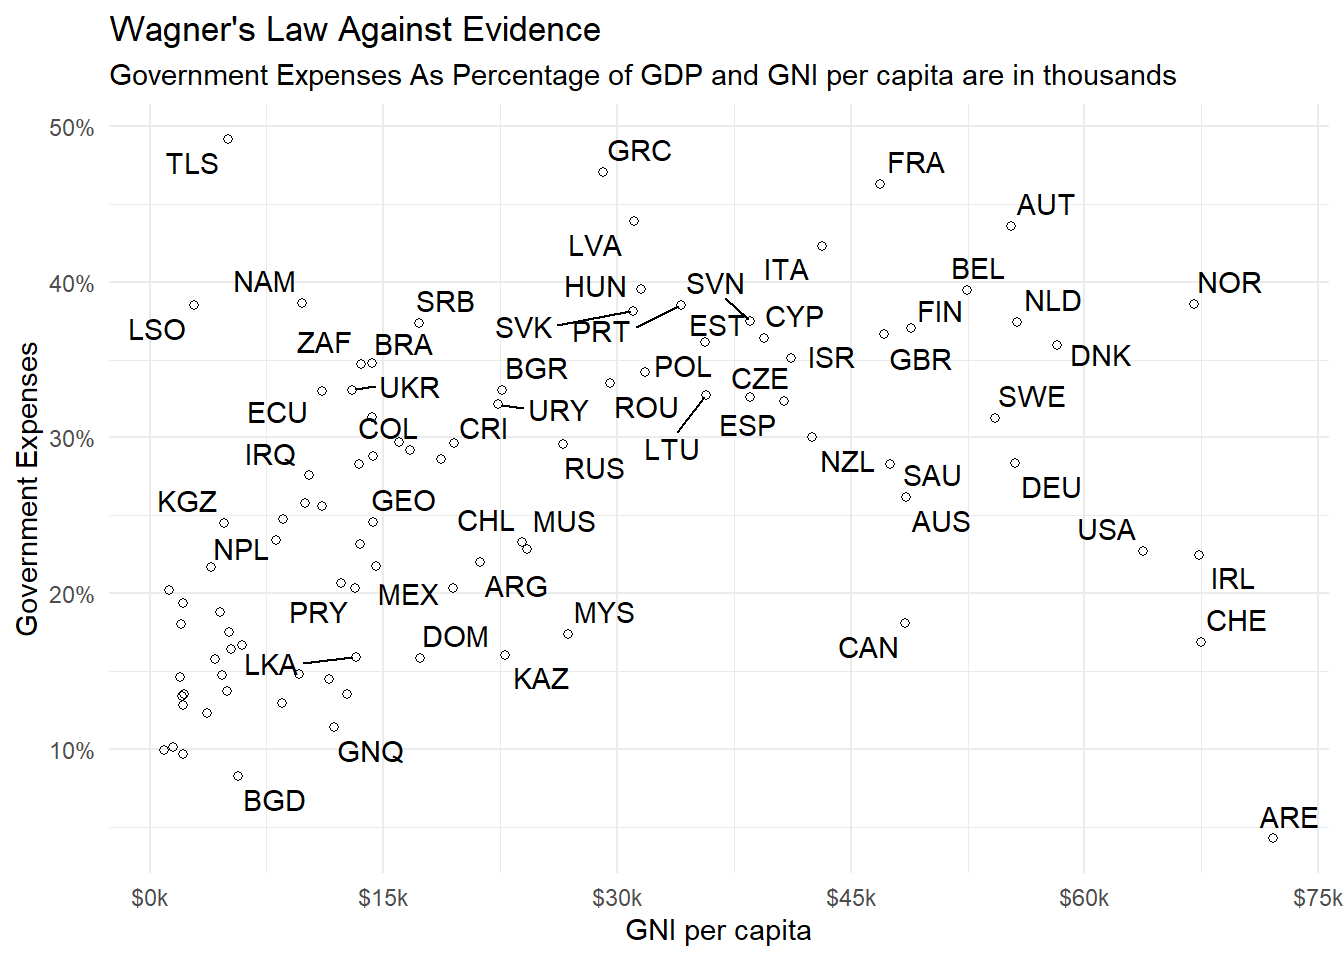 Wagner's Law Against Evidence
Government Expenses As Percentage of GDP and GNI per capita are in thousands
50%
TLS
GRC
FRA
AUT
LVA
ITA
BEL
40%
NAM
HUN
SVN
NOR
LSO
SRB
SVK
PRT
EST
CYP
FIN
NLD
ZAF
BRA
BGR
POL
CZE
ISR
GBR
DNK
UKR
ECU
URY
ROU
SWE
30%
COL
CRI
LTU
ESP
IRQ
RUS
NZL
SAU
DEU
KGZ
GEO
CHL
MUS
AUS
USA
NPL
20%
PRY
MEX
ARG
IRL
MYS
CHE
LKA
DOM
KAZ
CAN
10%
GNQ
BGD
ARE
Government Expenses
$0k
$15k
$30k
$45k
$60k
$75k
GNI per capita